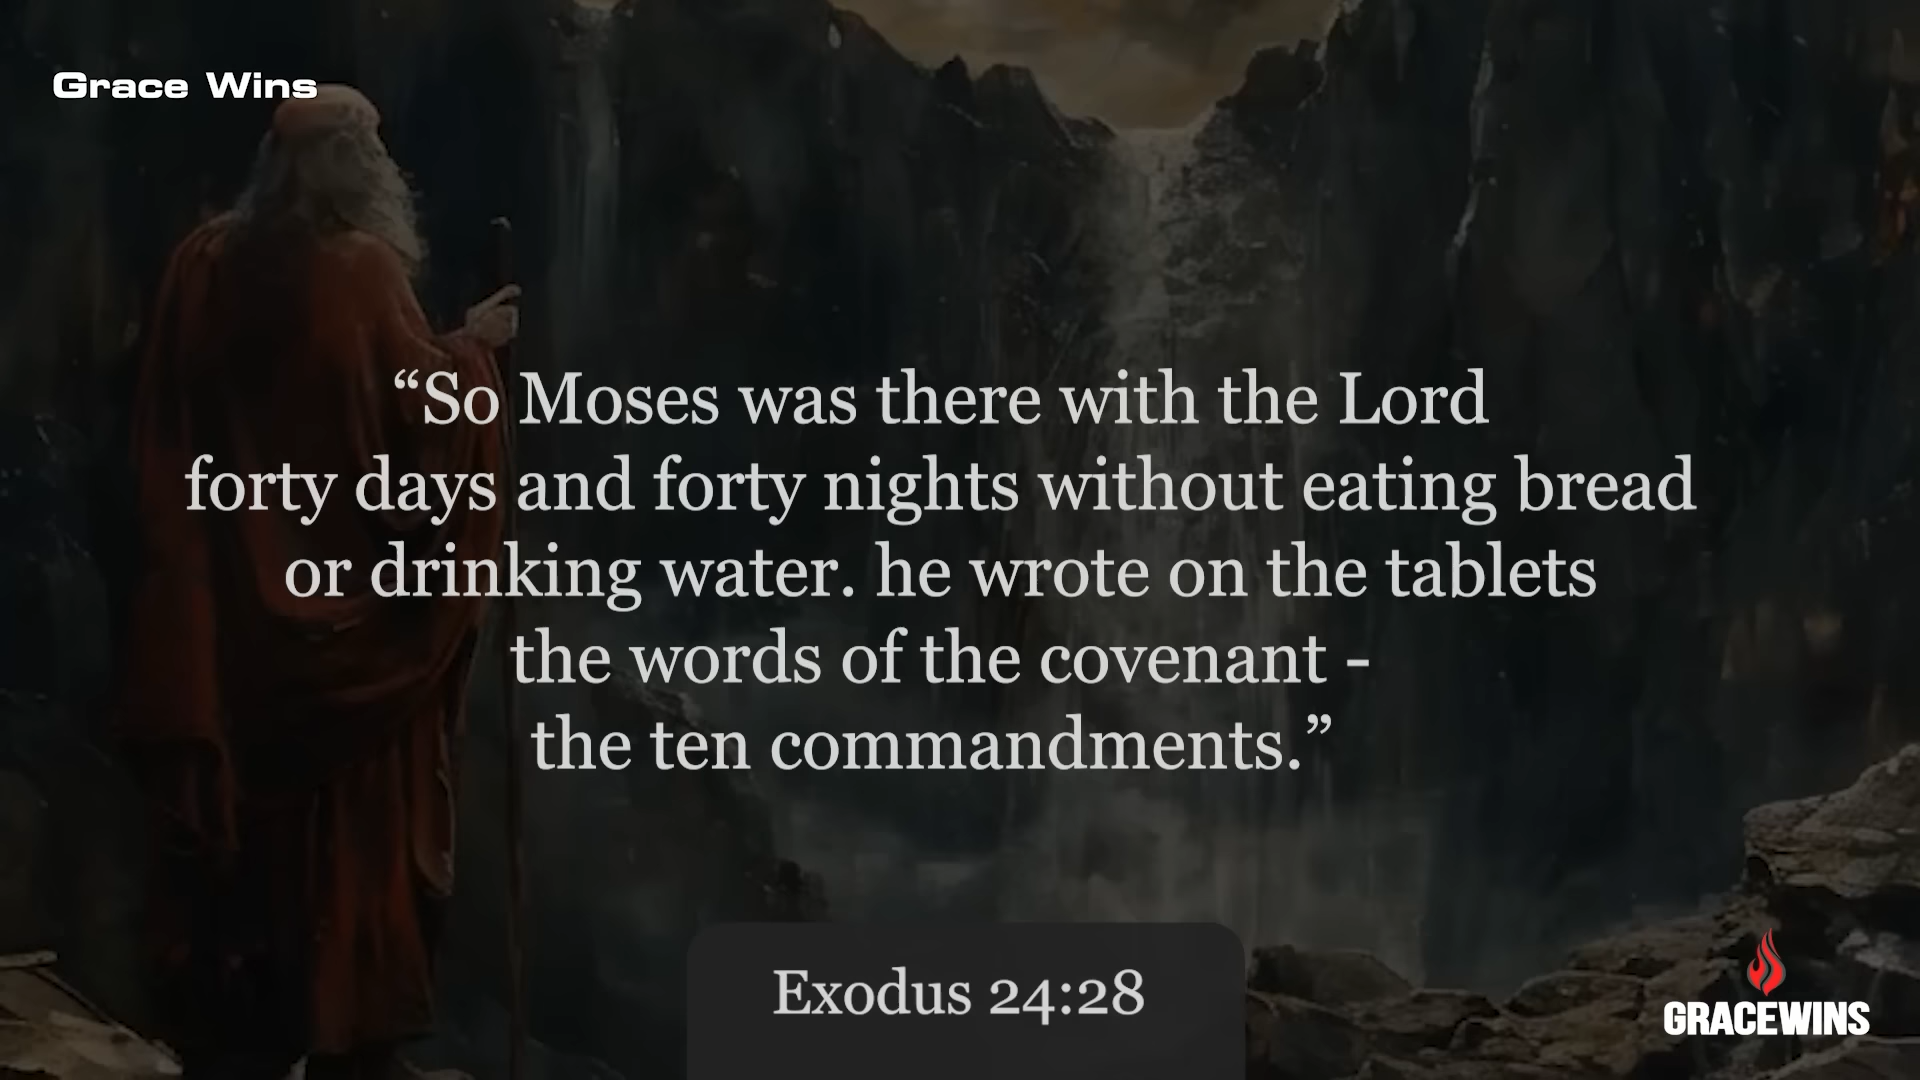 Grace Wins
“So Moses was there with the Lord
forty days and forty nights without eating bread
or drinking water. he wrote on the tablets
the words of the covenant -
the ten commandments.”
Exodus 24:28
GRACEWINS